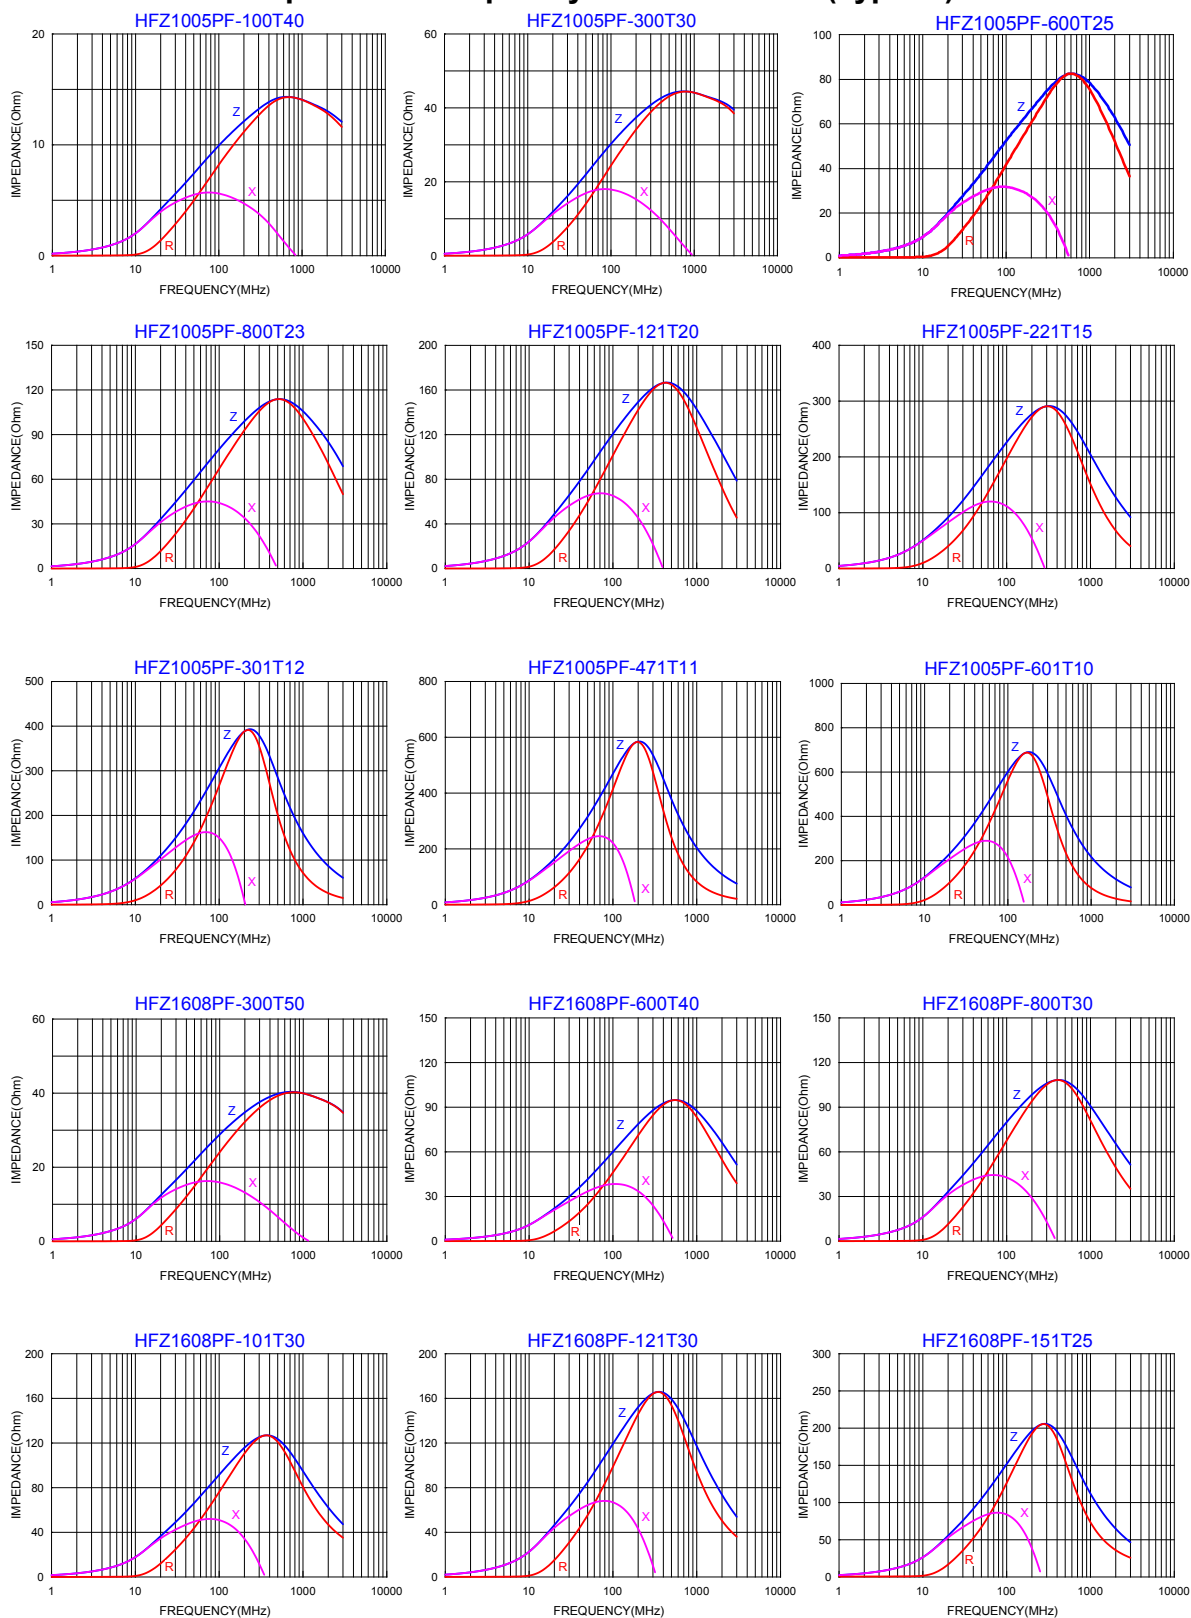 HFZ1005PF-100T40
IMPEDANCE(Ohm)
20
10
0
Z
X
R
1 10 100 1000 10000
FREQUENCY(MHz)
HFZ1005PF-300T30
IMPEDANCE(Ohm)
60
40
20
0
Z
X
R
1 10 100 1000 10000
FREQUENCY(MHz)
HFZ1005PF-600T25
IMPEDANCE(Ohm)
100
80
60
40
20
0
Z
X
R
1 10 100 1000 10000
FREQUENCY(MHz)
HFZ1005PF-800T23
IMPEDANCE(Ohm)
150
120
90
60
30
0
Z
X
R
1 10 100 1000 10000
FREQUENCY(MHz)
HFZ1005PF-121T20
IMPEDANCE(Ohm)
200
160
120
80
40
0
Z
X
R
1 10 100 1000 10000
FREQUENCY(MHz)
HFZ1005PF-221T15
IMPEDANCE(Ohm)
400
300
200
100
0
Z
X
R
1 10 100 1000 10000
FREQUENCY(MHz)
HFZ1005PF-301T12
IMPEDANCE(Ohm)
500
400
300
200
100
0
Z
X
R
1 10 100 1000 10000
FREQUENCY(MHz)
HFZ1005PF-471T11
IMPEDANCE(Ohm)
800
600
400
200
0
Z
X
R
1 10 100 1000 10000
FREQUENCY(MHz)
HFZ1005PF-601T10
IMPEDANCE(Ohm)
1000
800
600
400
200
0
Z
X
R
1 10 100 1000 10000
FREQUENCY(MHz)
HFZ1608PF-300T50
IMPEDANCE(Ohm)
60
40
20
0
Z
X
R
1 10 100 1000 10000
FREQUENCY(MHz)
HFZ1608PF-600T40
IMPEDANCE(Ohm)
150
120
90
60
30
0
Z
X
R
1 10 100 1000 10000
FREQUENCY(MHz)
HFZ1608PF-800T30
IMPEDANCE(Ohm)
150
120
90
60
30
0
Z
X
R
1 10 100 1000 10000
FREQUENCY(MHz)
HFZ1608PF-101T30
IMPEDANCE(Ohm)
200
160
120
80
40
0
Z
X
R
1 10 100 1000 10000
FREQUENCY(MHz)
HFZ1608PF-121T30
IMPEDANCE(Ohm)
200
160
120
80
40
0
Z
X
R
1 10 100 1000 10000
FREQUENCY(MHz)
HFZ1608PF-151T25
IMPEDANCE(Ohm)
300
250
200
150
100
50
0
Z
X
R
1 10 100 1000 10000
FREQUENCY(MHz)